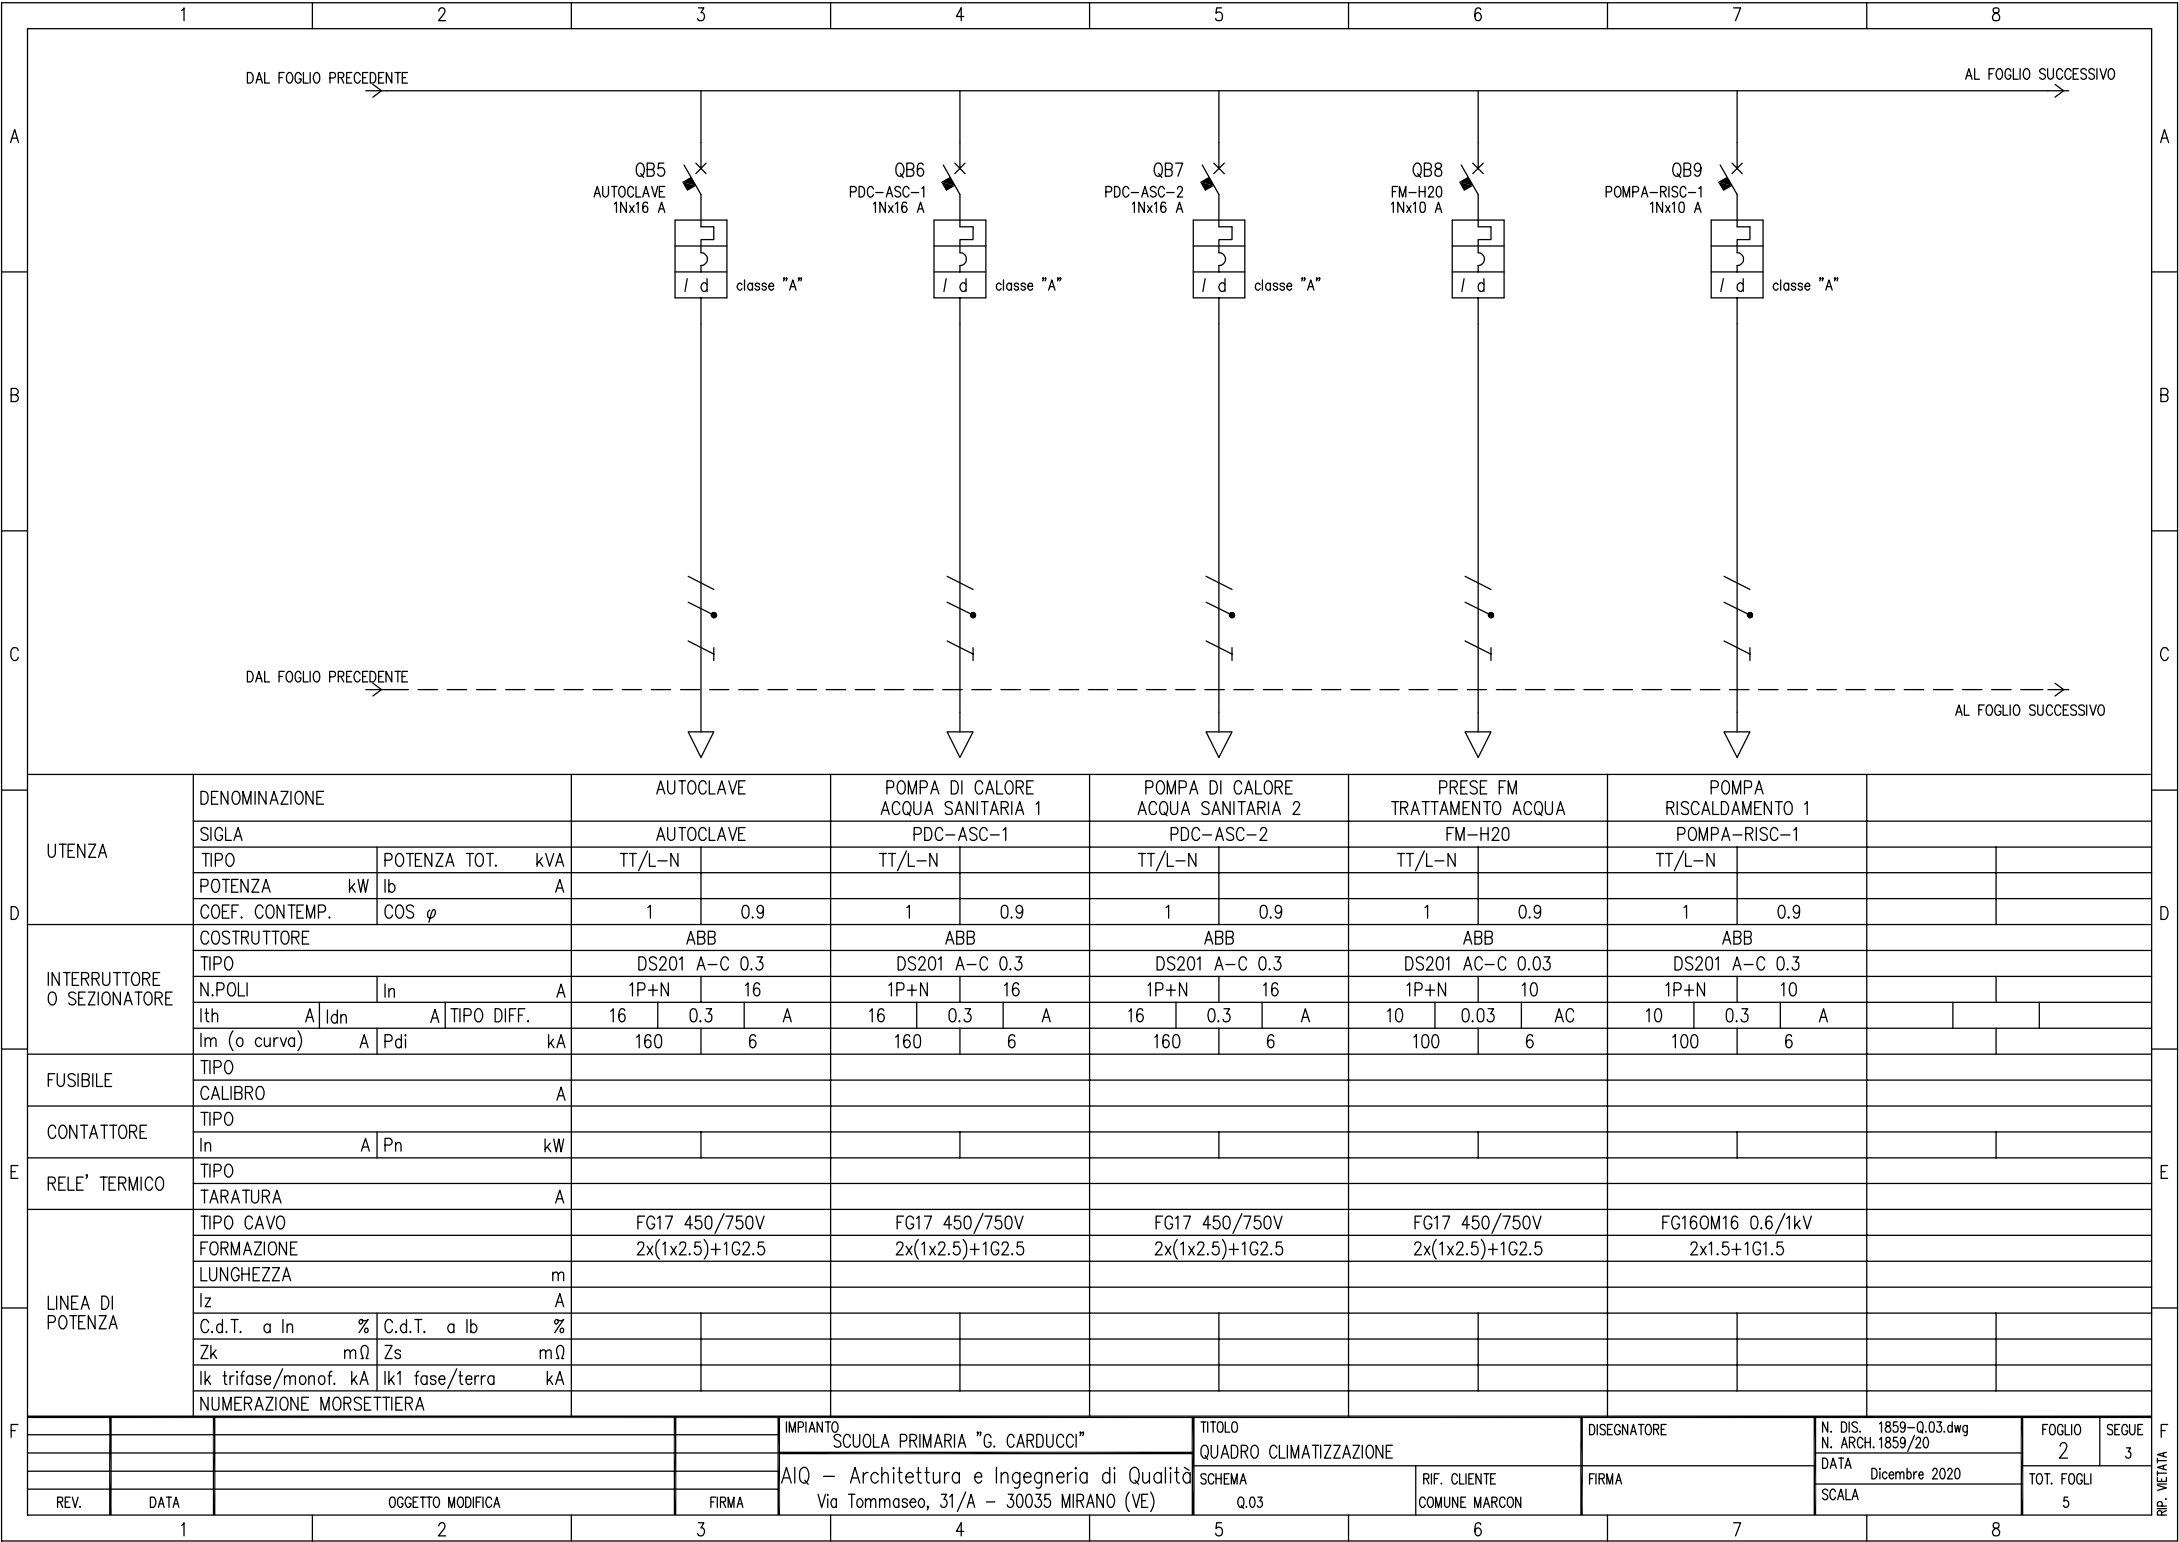 1 2 3 4 5 6 7 8
DAL FOGLIO PRECEDENTE
AL FOGLIO SUCCESSIVO
A A
QB5
AUTOCLAVE
1Nx16 A
QB6
PDC-ASC-1
1Nx16 A
QB7
PDC-ASC-2
1Nx16 A
QB8
FM-H20
1Nx10 A
QB9
POMPA-RISC-1
1Nx10 A
I d classe "A"
I d classe "A"
I d classe "A"
I d
I d classe "A"
B B
C C
DAL FOGLIO PRECEDENTE
AL FOGLIO SUCCESSIVO
UTENZA
DENOMINAZIONE AUTOCLAVE POMPA DI CALORE ACQUA SANITARIA 1 POMPA DI CALORE ACQUA SANITARIA 2 PRESE FM TRATTAMENTO ACQUA POMPA RISCALDAMENTO 1
SIGLA AUTOCLAVE PDC-ASC-1 PDC-ASC-2 FM-H20 POMPA-RISC-1
TIPO POTENZA TOT. kVA TT/L-N TT/L-N TT/L-N TT/L-N TT/L-N
POTENZA kW Ib A
D D
COEF. CONTEMP. COS φ 1 0.9 1 0.9 1 0.9 1 0.9 1 0.9
INTERRUTTORE
O SEZIONATORE
COSTRUTTORE ABB ABB ABB ABB ABB
TIPO DS201 A-C 0.3 DS201 A-C 0.3 DS201 A-C 0.3 DS201 AC-C 0.03 DS201 A-C 0.3
N.POLI In A 1P+N 16 1P+N 16 1P+N 16 1P+N 10 1P+N 10
Ith A Idn A TIPO DIFF. 16 0.3 A 16 0.3 A 16 0.3 A 10 0.03 AC 10 0.3 A
Im (o curva) A Pdi kA 160 6 160 6 160 6 100 6 100 6
FUSIBILE
TIPO
CALIBRO A
CONTATTORE
TIPO
In A Pn kW
E E
RELE' TERMICO
TIPO
TARATURA A
LINEA DI
POTENZA
TIPO CAVO FG17 450/750V FG17 450/750V FG17 450/750V FG17 450/750V FG16OM16 0.6/1kV
FORMAZIONE 2x(1x2.5)+1G2.5 2x(1x2.5)+1G2.5 2x(1x2.5)+1G2.5 2x(1x2.5)+1G2.5 2x1.5+1G1.5
LUNGHEZZA m
Iz A
C.d.T. a In % C.d.T. a Ib %
Zk mΩ Zs mΩ
Ik trifase/monof. kA Ik1 fase/terra kA
NUMERAZIONE MORSETTIERA
F F
REV. DATA OGGETTO MODIFICA FIRMA
IMPIANTO
SCUOLA PRIMARIA "G. CARDUCCI"
AIQ - Architettura e Ingegneria di Qualità
Via Tommaseo, 31/A - 30035 MIRANO (VE)
TITOLO
QUADRO CLIMATIZZAZIONE
SCHEMA
Q.03
RIF. CLIENTE
COMUNE MARCON
DISEGNATORE
FIRMA
N. DIS. 1859-Q.03.dwg
N. ARCH. 1859/20
DATA
Dicembre 2020
SCALA
FOGLIO
2
SEGUE
3
TOT. FOGLI
5
RIP. VIETATA
1 2 3 4 5 6 7 8